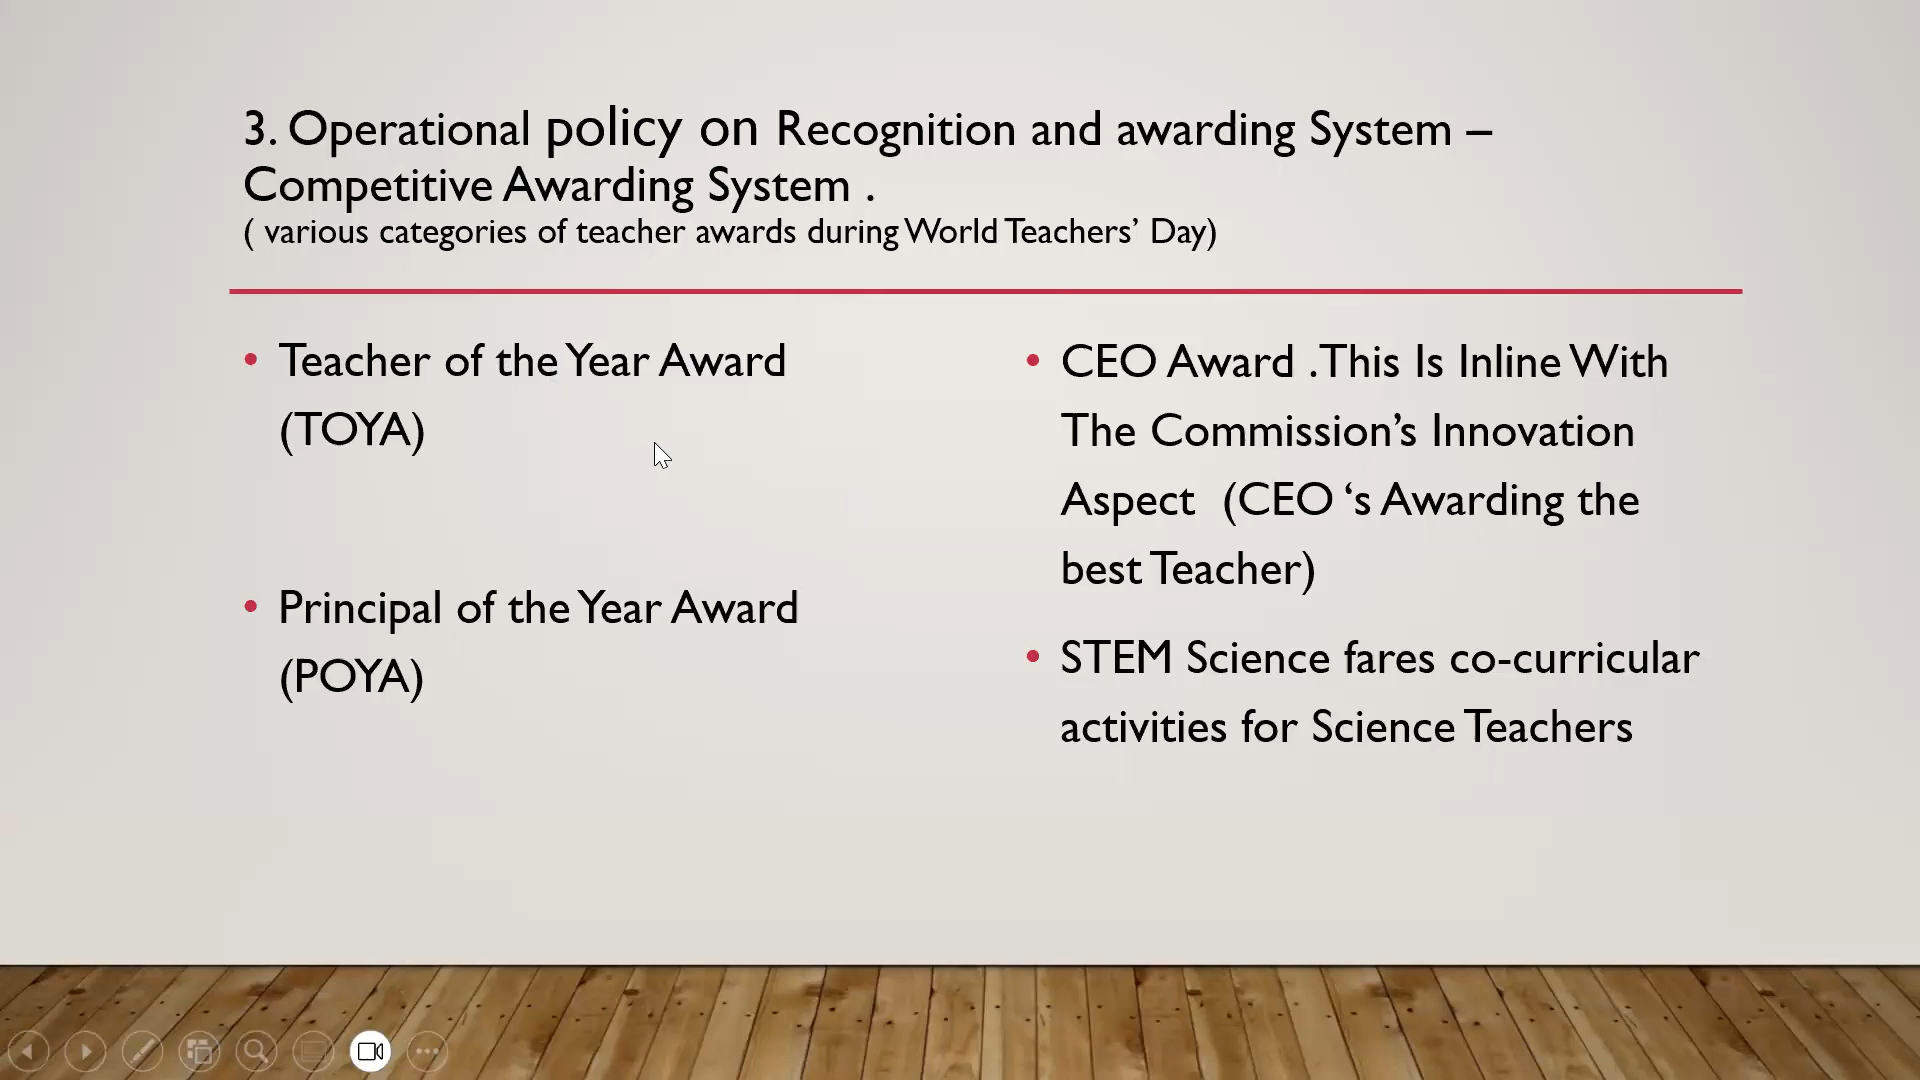 3. Operational policy on Recognition and awarding System –
Competitive Awarding System .
( various categories of teacher awards during World Teachers’ Day)
• Teacher of the Year Award
(TOYA)
• Principal of the Year Award
(POYA)
• CEO Award .This Is Inline With
The Commission’s Innovation
Aspect (CEO ‘s Awarding the
best Teacher)
• STEM Science fares co-curricular
activities for Science Teachers